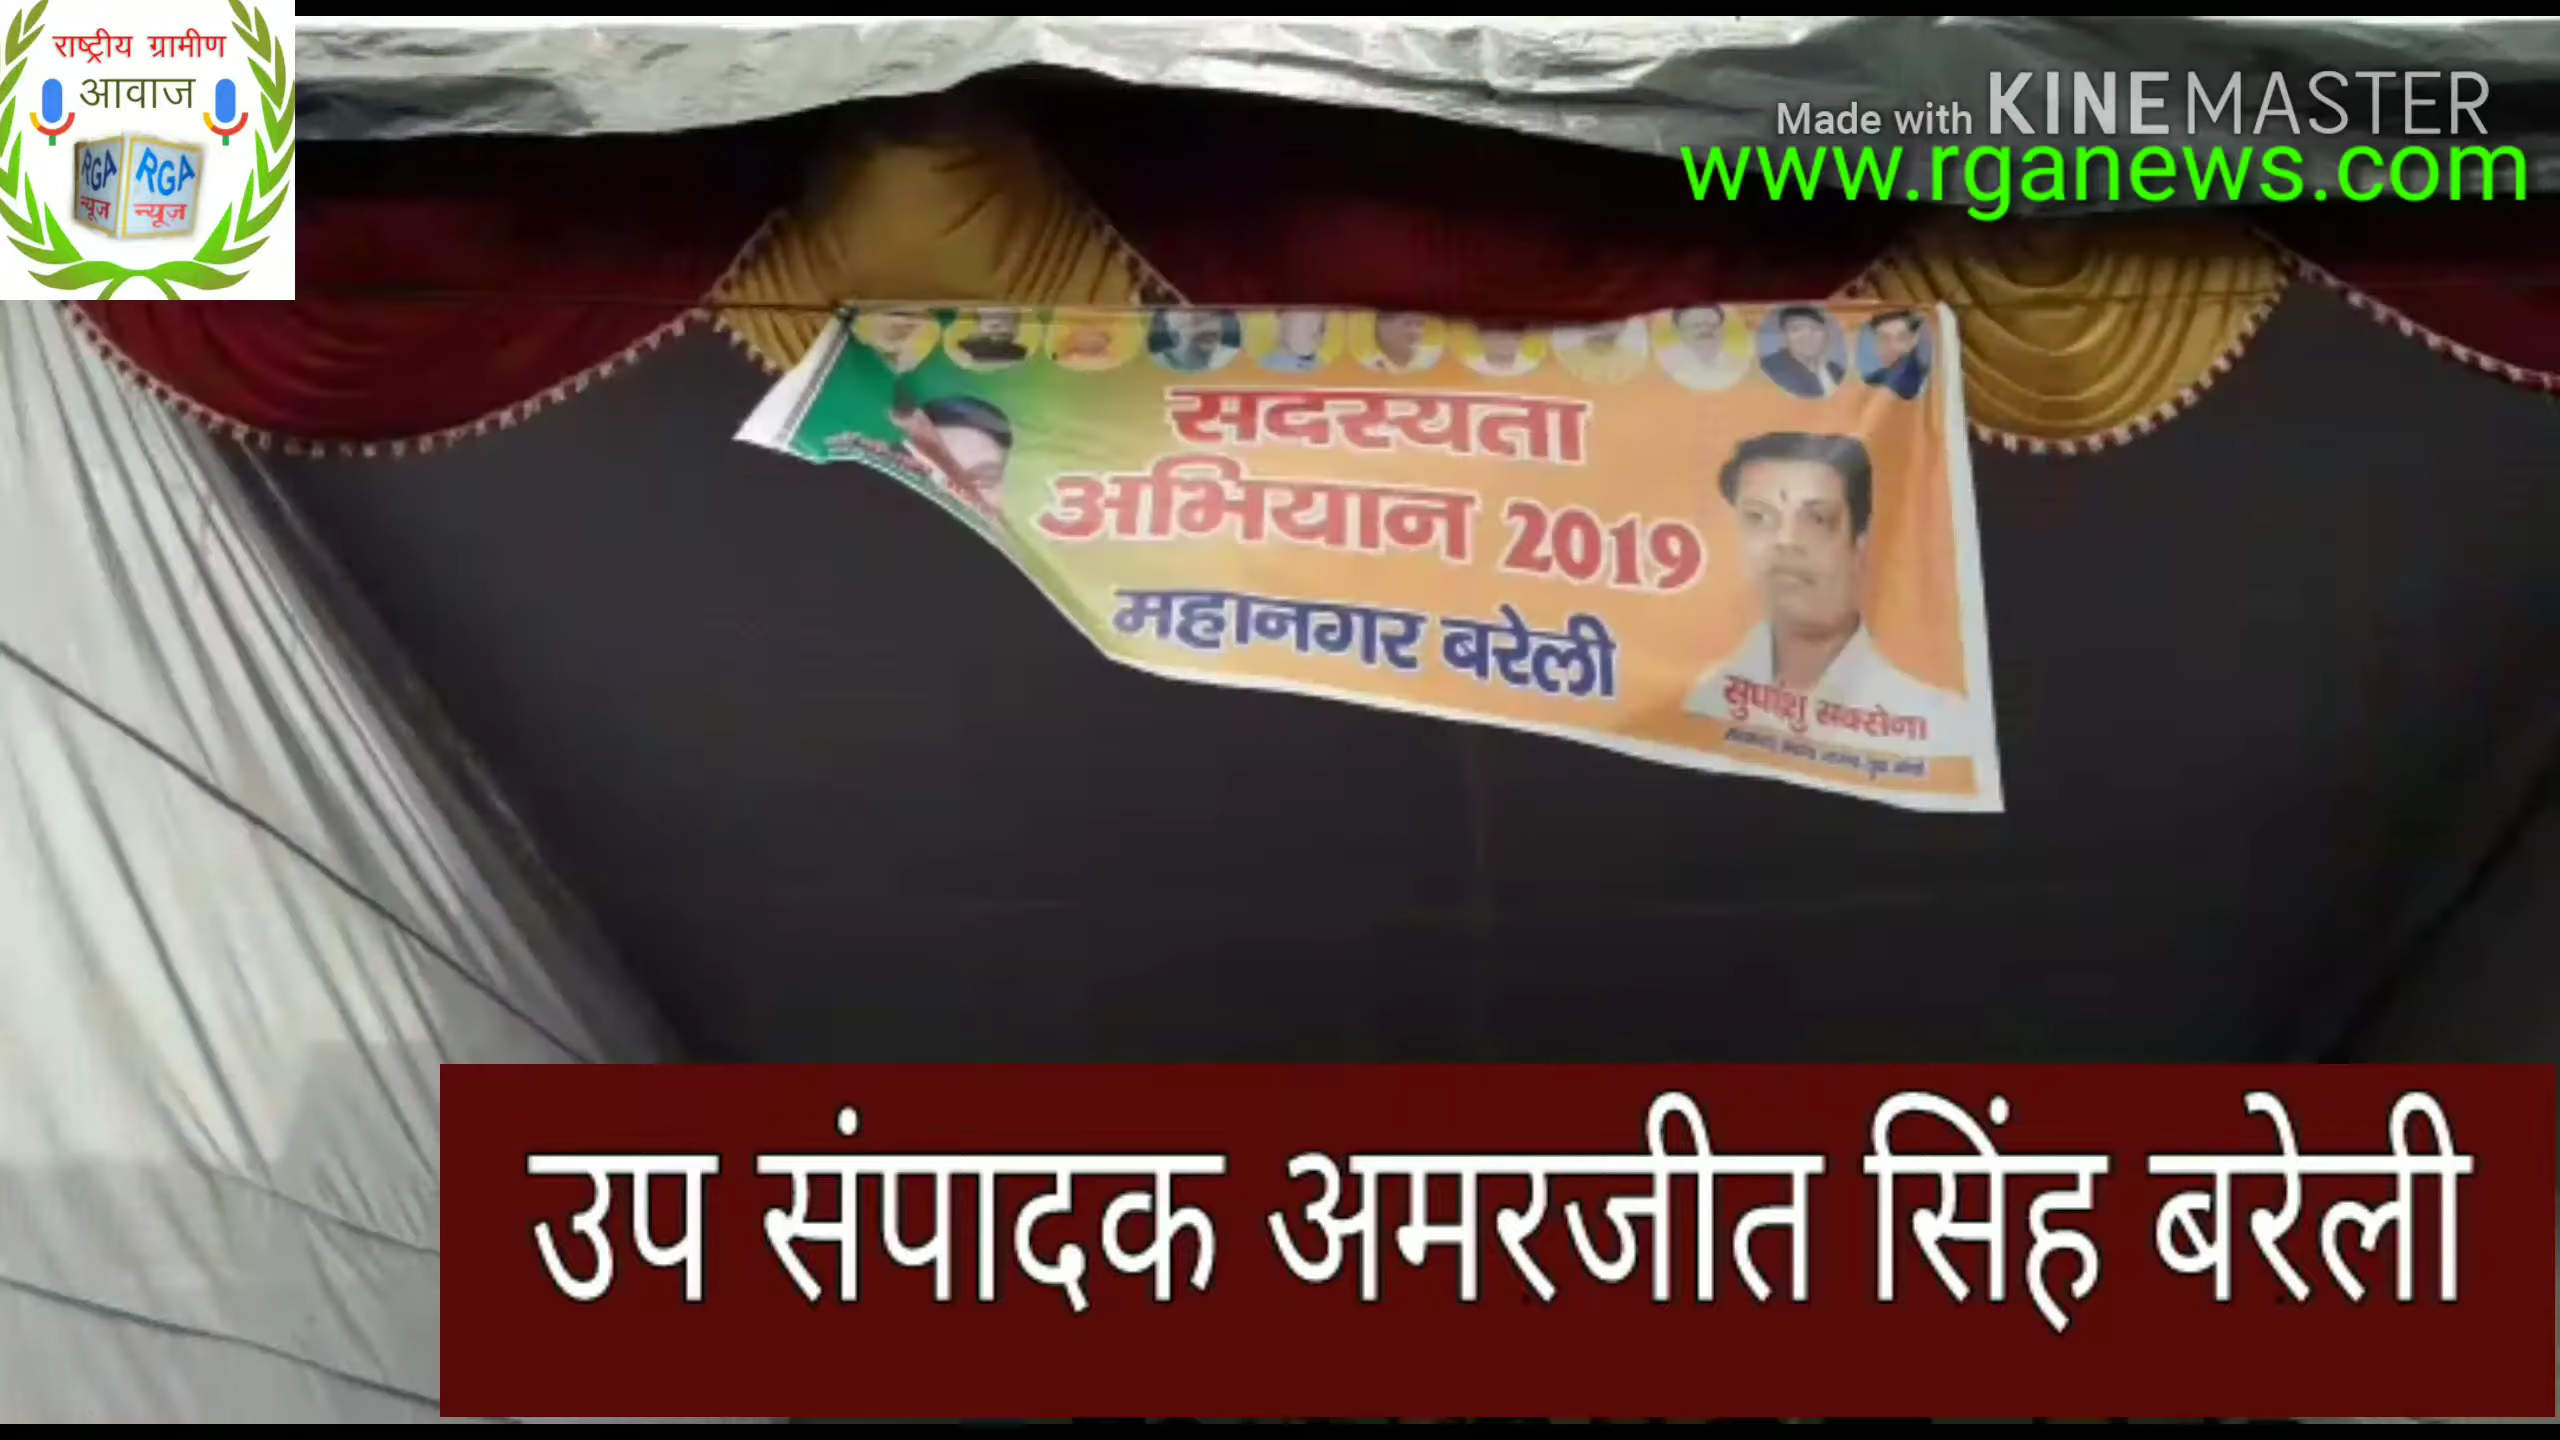 राष्ट्रीय ग्रामीण
आवाज
RGA
न्यूज
RGA
न्यूज़
Made with KINEMASTER
www.rganews.com
सदस्यता
अभियान 2019
महानगर बरेली
सुधांशु सक्सेना
उप संपादक अमरजीत सिंह बरेली